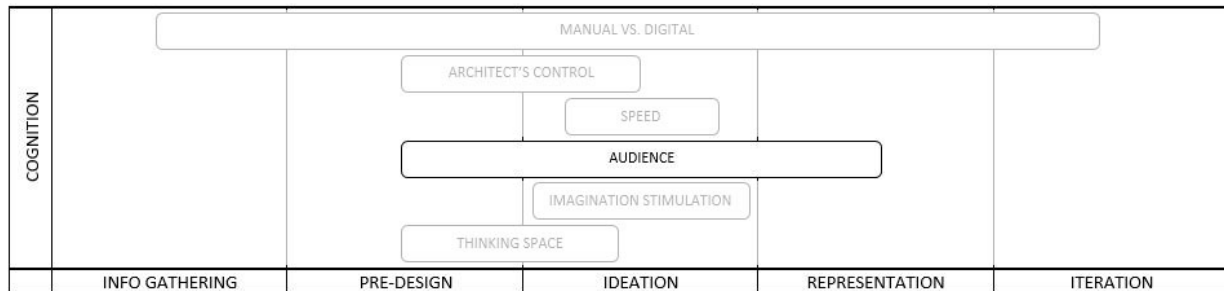 MANUAL VS. DIGITAL
ARCHITECT'S CONTROL
SPEED
COGNITION
AUDIENCE
IMAGINATION STIMULATION
THINKING SPACE
INFO GATHERING PRE-DESIGN IDEATION REPRESENTATION ITERATION